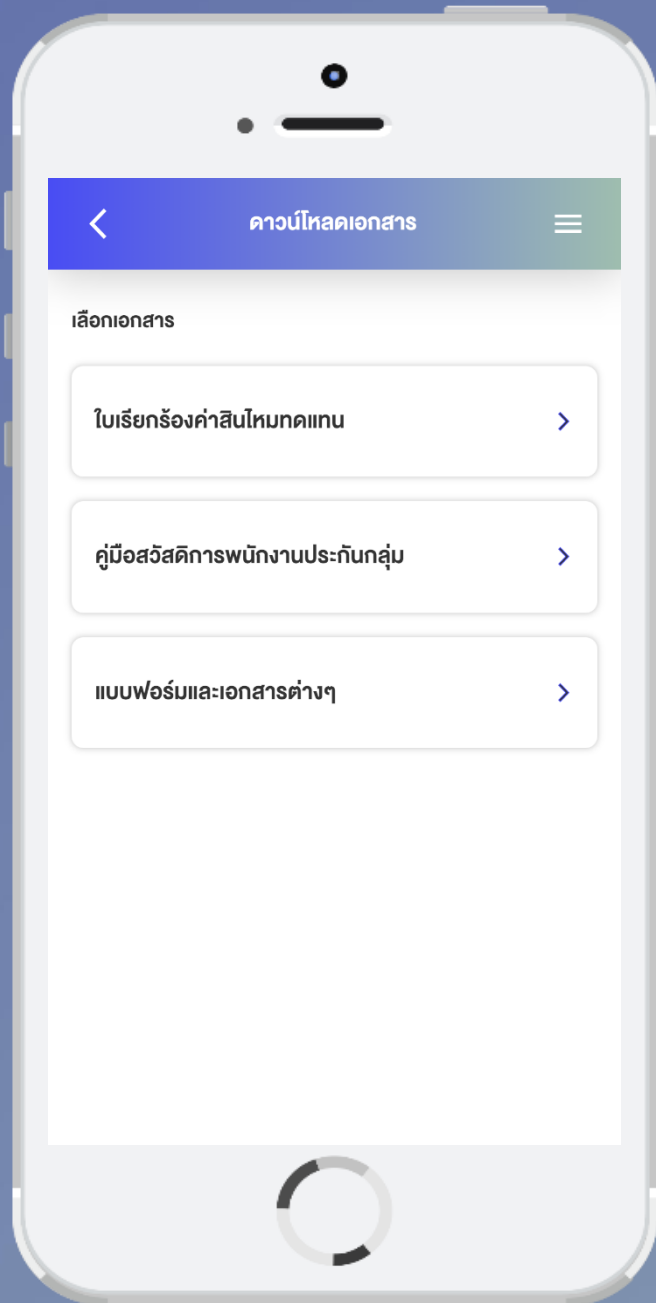 ดาวน์โหลดเอกสาร
เลือกเอกสาร
ใบเรียกร้องค่าสินไหมทดแทน
คู่มือสวัสดิการพนักงานประกันกลุ่ม
แบบฟอร์มและเอกสารต่างๆ